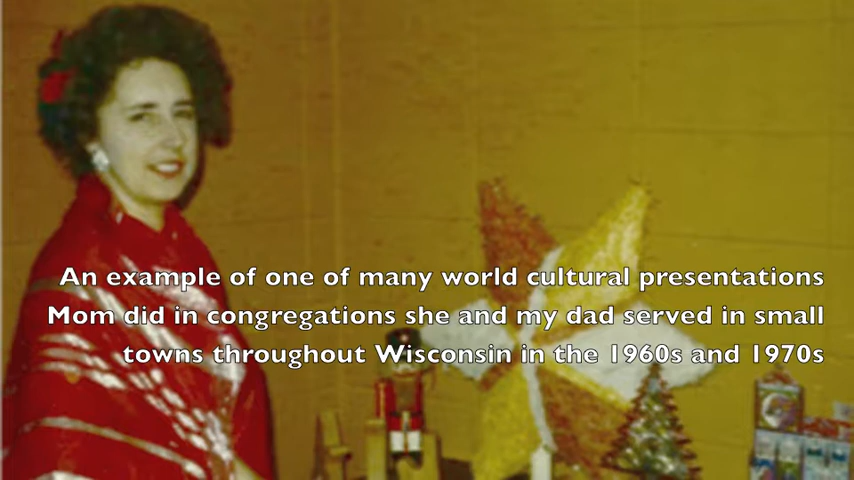 An example of one of many world cultural presentations
Mom did in congregations she and my dad served in small
towns throughout Wisconsin in the 1960s and 1970s